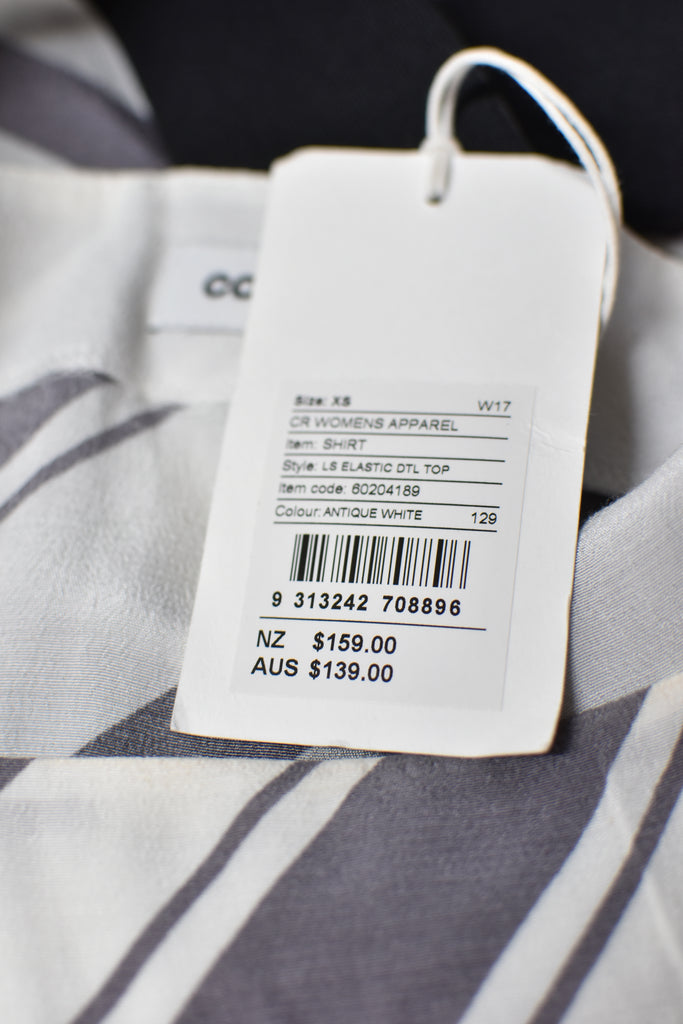 CO
Size: XS W17
CR WOMENS APPAREL
Item: SHIRT
Style: LS ELASTIC DTL TOP
Item code: 60204189
Colour: ANTIQUE WHITE 129
9 313242 708896
NZ $159.00
AUS $139.00